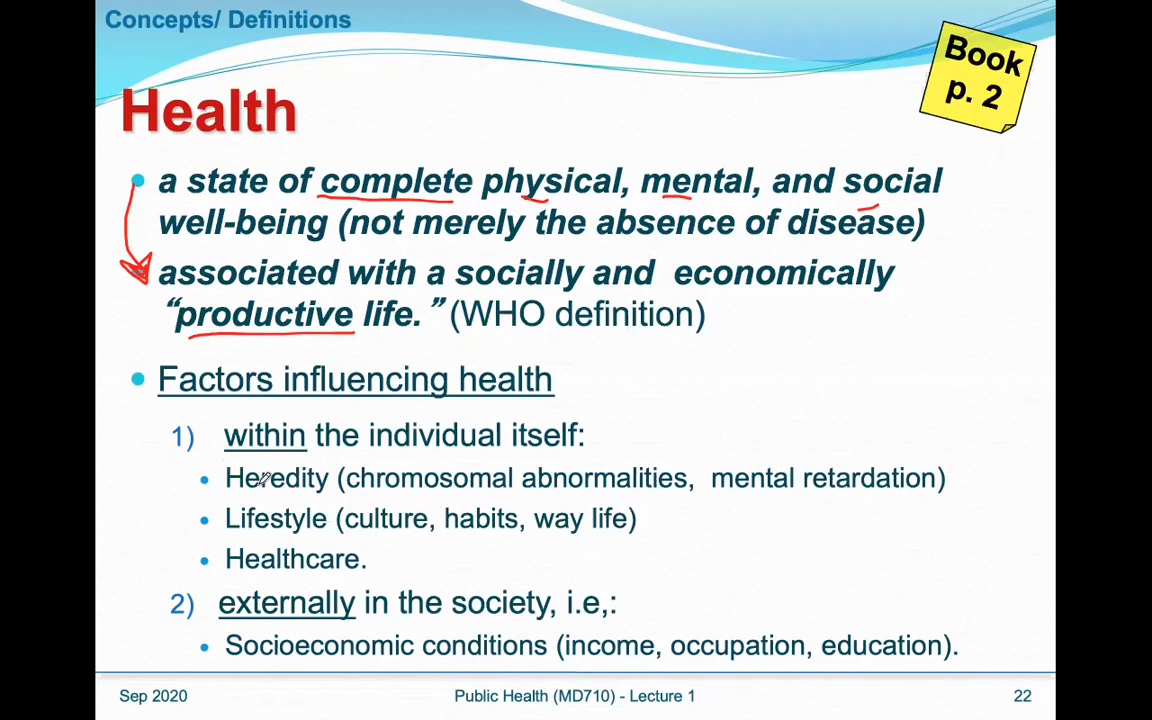 Concepts/ Definitions
Book
p. 2
Health
• a state of complete physical, mental, and social
well-being (not merely the absence of disease)
• associated with a socially and economically
“productive life.” (WHO definition)
• Factors influencing health
1) within the individual itself:
• Heredity (chromosomal abnormalities, mental retardation)
• Lifestyle (culture, habits, way life)
• Healthcare.
2) externally in the society, i.e,:
• Socioeconomic conditions (income, occupation, education).
Sep 2020 Public Health (MD710) - Lecture 1 22